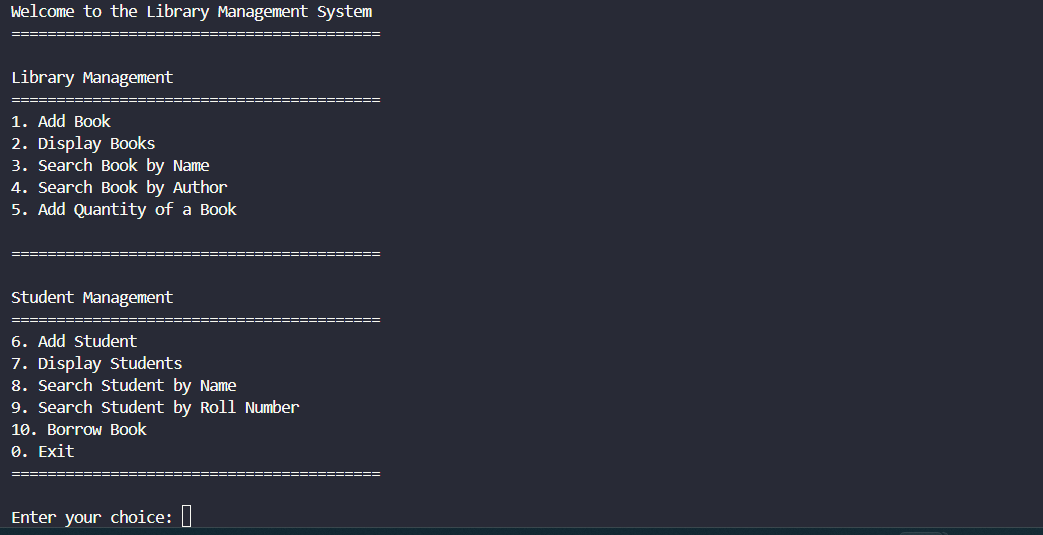 Welcome to the Library Management System
=========================================
Library Management
=========================================
1. Add Book
2. Display Books
3. Search Book by Name
4. Search Book by Author
5. Add Quantity of a Book
=========================================
Student Management
=========================================
6. Add Student
7. Display Students
8. Search Student by Name
9. Search Student by Roll Number
10. Borrow Book
0. Exit
=========================================
Enter your choice: